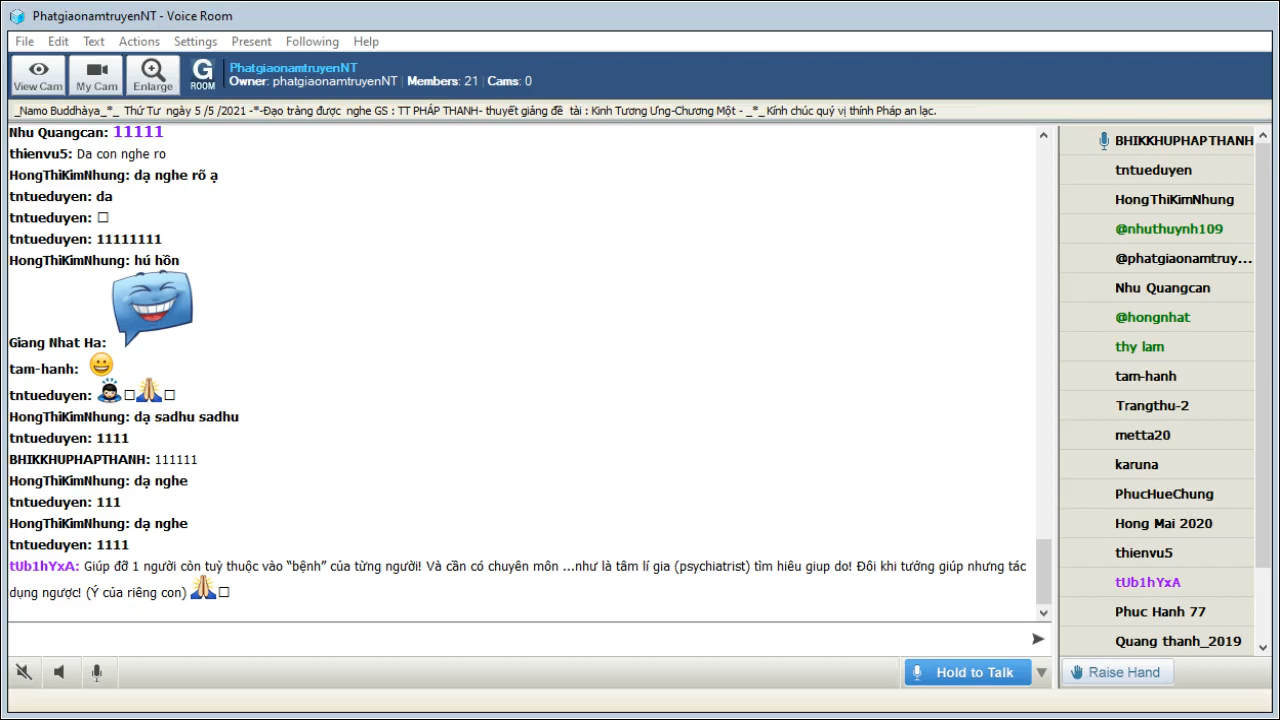 PhatgiaonamtruyenNT - Voice Room
File Edit Text Actions Settings Present Following Help
View Cam My Cam Enlarge G ROOM
PhatgiaonamtruyenNT
Owner: phatgiaonamtruyenNT | Members: 21 | Cams: 0
_Namo Buddhàya_*_ Thứ Tư ngày 5 /5 /2021 -*-Đạo tràng được nghe GS : TT PHÁP THANH- thuyết giảng đề tài : Kinh Tương Ưng-Chương Một - _*_ Kính chúc quý vị thính Pháp an lạc.
Nhu Quangcan: 11111
thienvu5: Da con nghe ro
HongThiKimNhung: dạ nghe rõ ạ
tntueduyen: da
tntueduyen:
tntueduyen: 11111111
HongThiKimNhung: hú hồn
Giang Nhat Ha:
tam-hanh:
tntueduyen:
HongThiKimNhung: dạ sadhu sadhu
tntueduyen: 1111
BHIKKHUPHAPTHANH: 111111
HongThiKimNhung: dạ nghe
tntueduyen: 111
HongThiKimNhung: dạ nghe
tntueduyen: 1111
tUb1hYxA: Giúp đỡ 1 người còn tuỳ thuộc vào “bệnh” của từng người! Và cần có chuyên môn ...như là tâm lí gia (psychiatrist) tìm hiêu giup do! Đôi khi tướng giúp nhưng tác
dụng ngược! (Ý của riêng con)
BHIKKHUPHAPTHANH
tntueduyen
HongThiKimNhung
@nhuthuynh109
@phatgiaonamtruy...
Nhu Quangcan
@hongnhat
thy lam
tam-hanh
Trangthu-2
metta20
karuna
PhucHueChung
Hong Mai 2020
thienvu5
tUb1hYxA
Phuc Hanh 77
Quang thanh_2019
Hold to Talk
Raise Hand